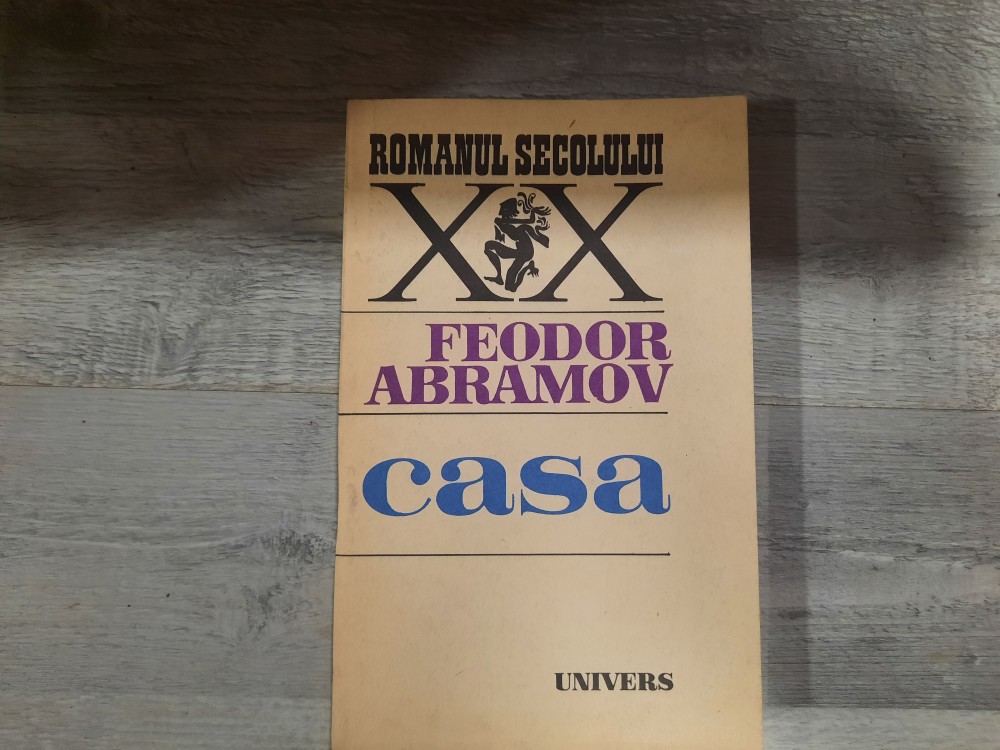 ROMANUL SECOLULUI
XX
FEODOR
ABRAMOV
casa
UNIVERS